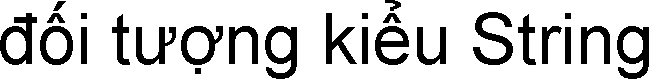 đối tượng kiểu String